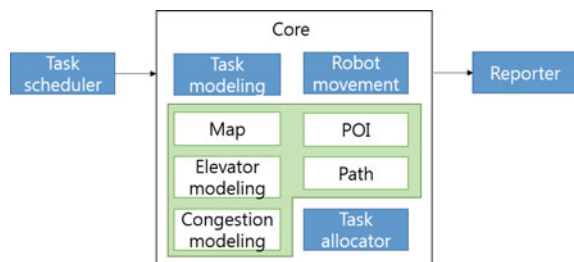 Core
Task
scheduler
Task
modeling
Robot
movement
Reporter
Map
POI
Elevator
modeling
Path
Congestion
modeling
Task
allocator